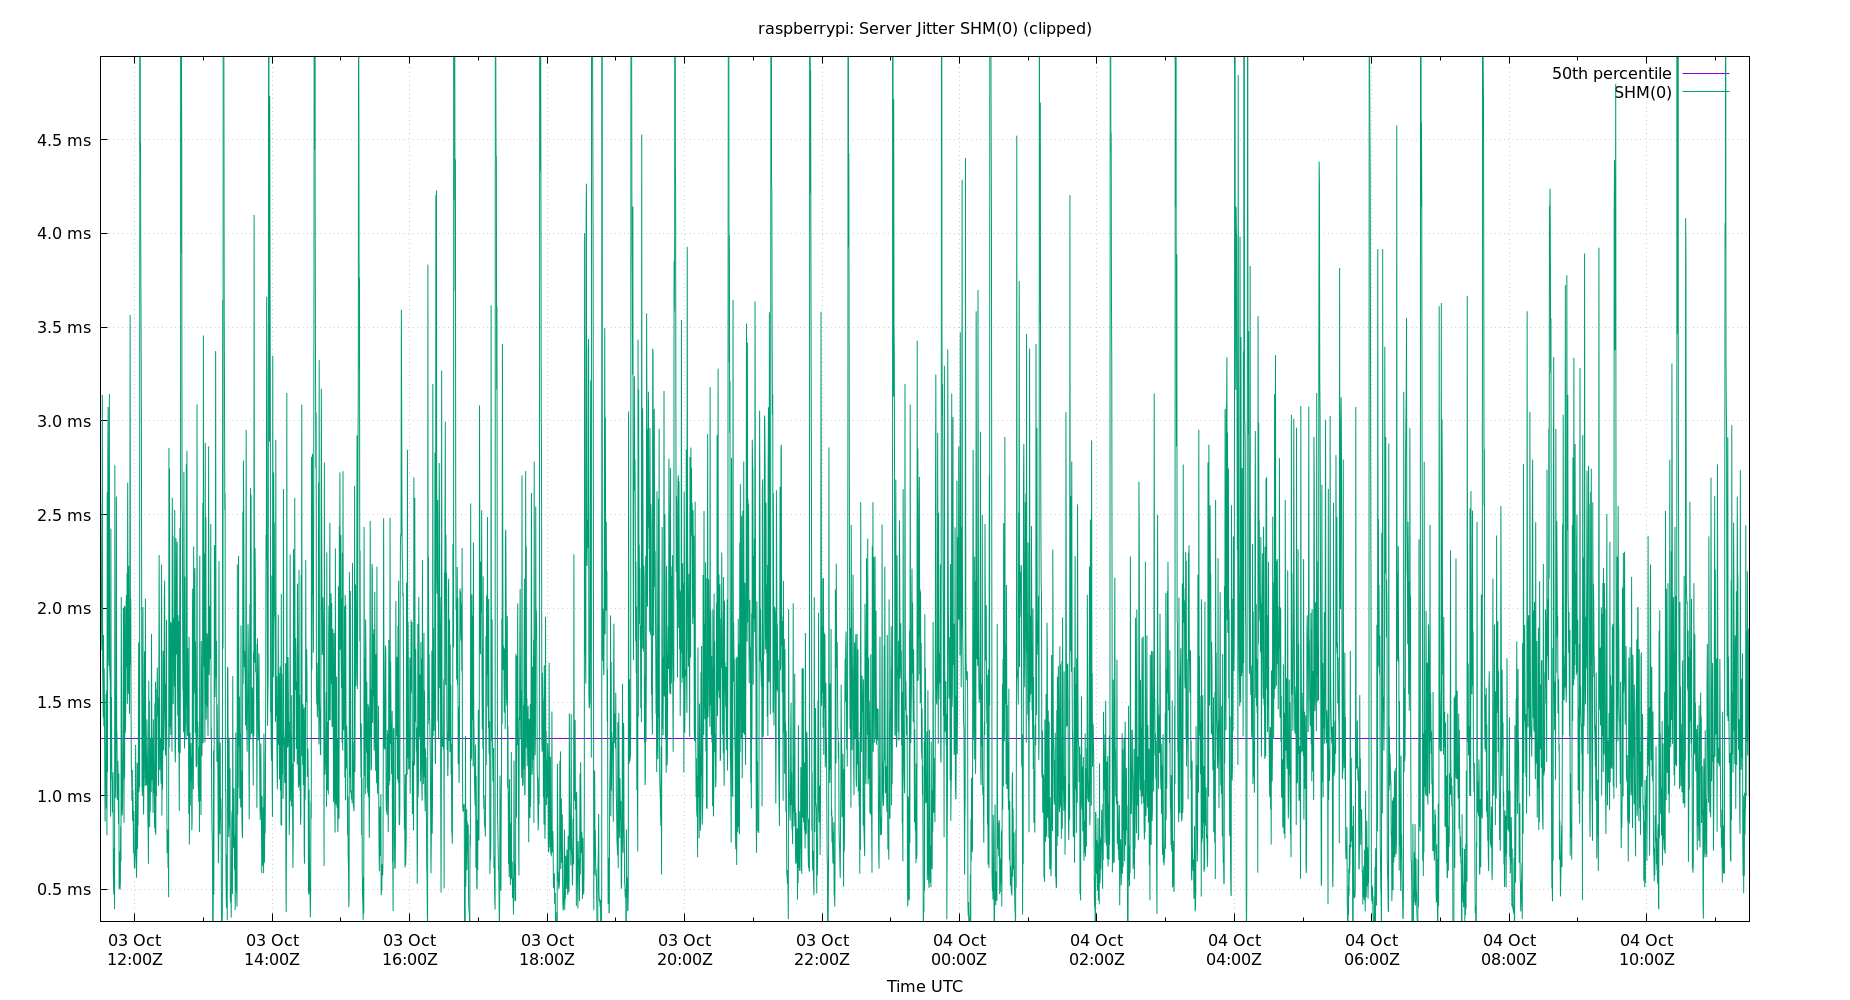 raspberrypi: Server Jitter SHM(0) (clipped)
50th percentile
SHM(0)
4.5 ms
4.0 ms
3.5 ms
3.0 ms
2.5 ms
2.0 ms
1.5 ms
1.0 ms
0.5 ms
03 Oct 03 Oct 03 Oct 03 Oct 03 Oct 03 Oct 04 Oct 04 Oct 04 Oct 04 Oct 04 Oct 04 Oct
12:00Z 14:00Z 16:00Z 18:00Z 20:00Z 22:00Z 00:00Z 02:00Z 04:00Z 06:00Z 08:00Z 10:00Z
Time UTC